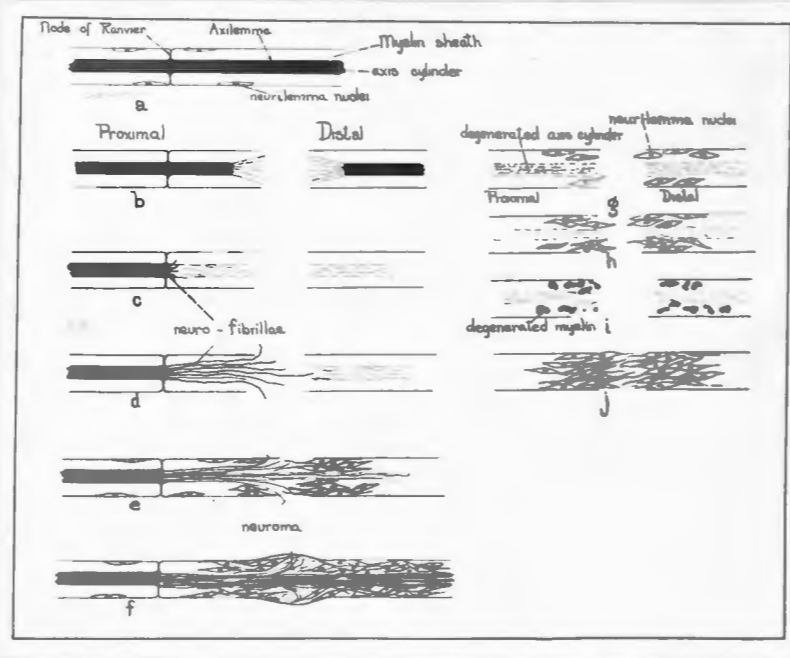 Node of Ranvier
Axilemma
Myelin sheath
axis cylinder
neurilemma nuclei
a
Proximal
Distal
b
c
neuro-fibrillae
d
e
neuroma
f
degenerated axis cylinder
neurilemma nuclei
Proximal
Distal
g
h
degenerated myelin
i
j